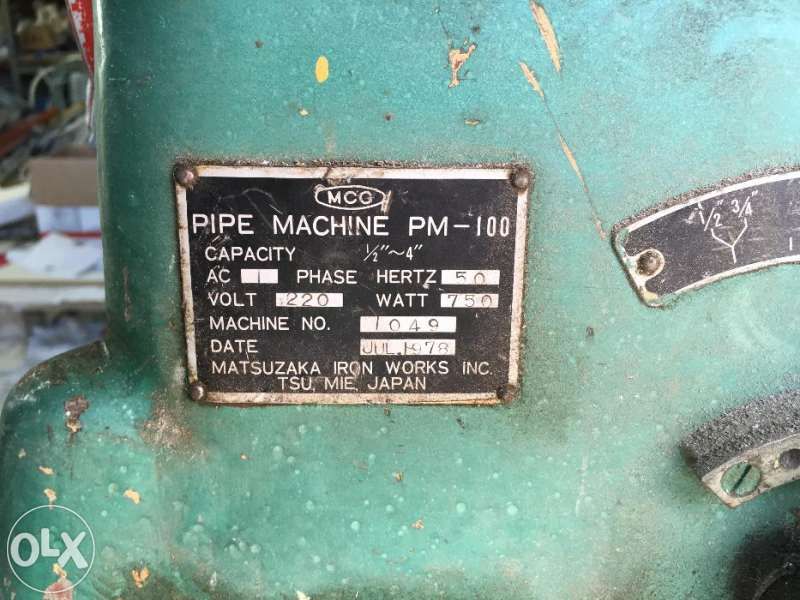 MCG
PIPE MACHINE PM-100
CAPACITY 1/2"~4"
AC 1 PHASE HERTZ 50
VOLT 220 WATT 750
MACHINE NO. 1049
DATE JUL.1978
MATSUZAKA IRON WORKS INC.
TSU, MIE, JAPAN
1/2" 3/4"
1
OLX